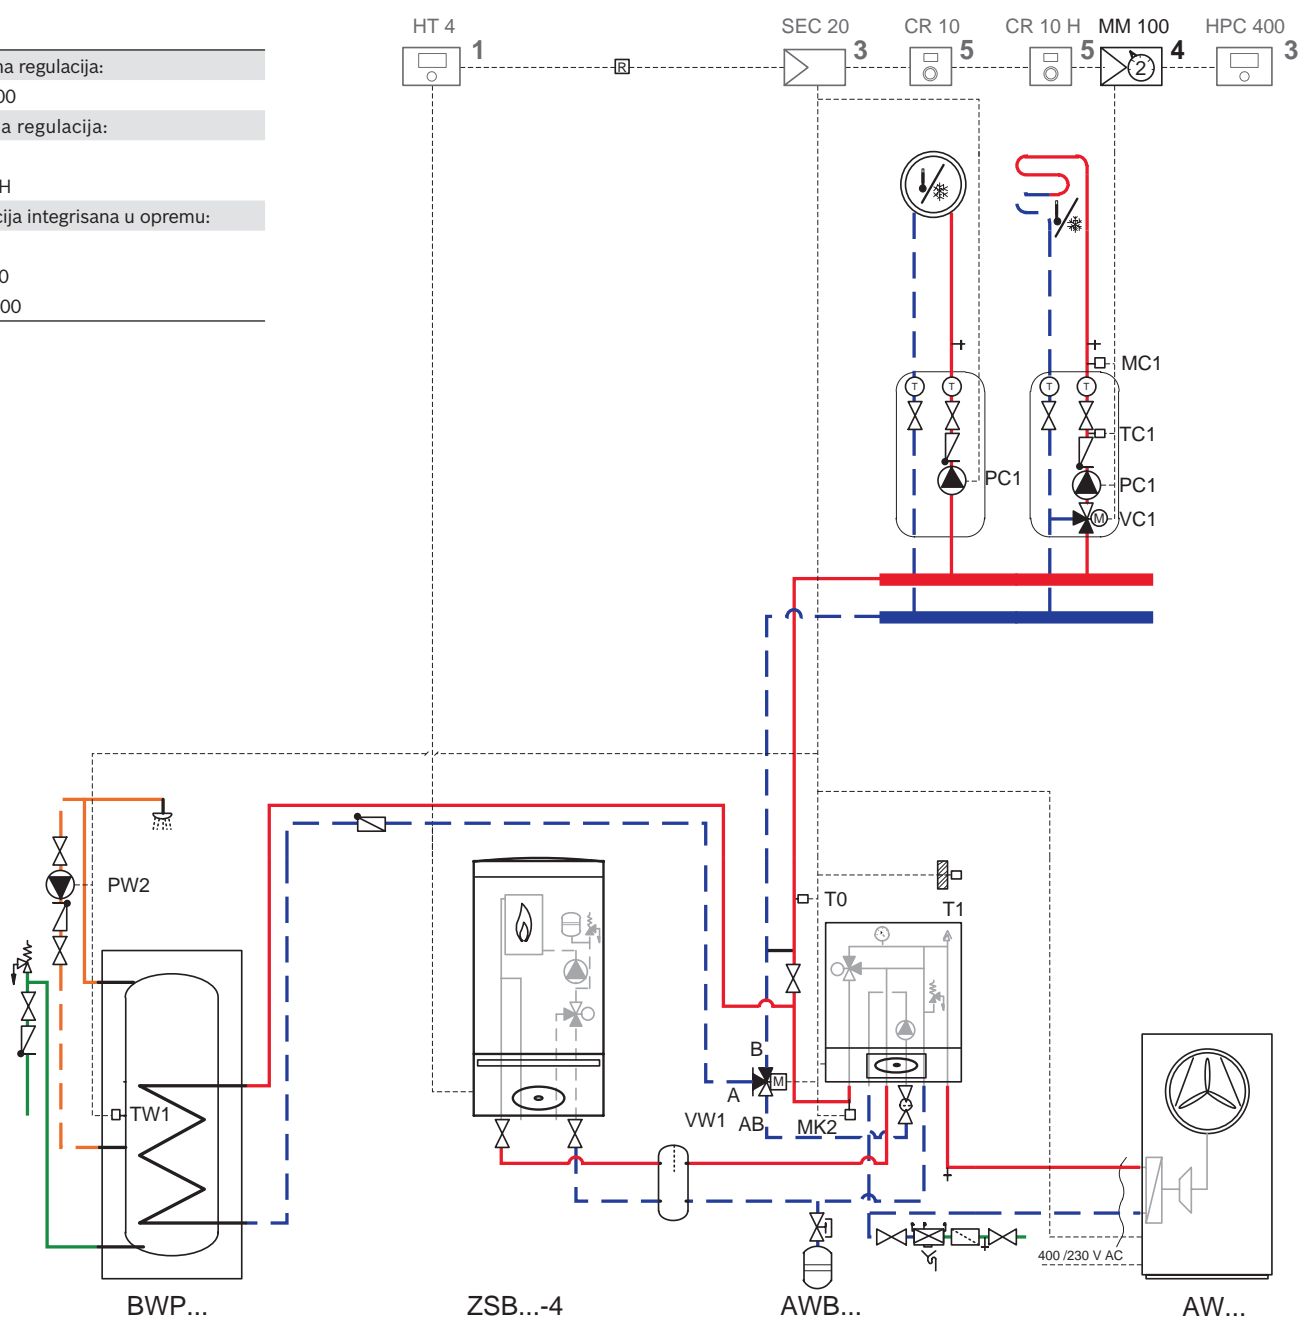 HT 4
SEC 20
CR 10
CR 10 H
MM 100
HPC 400
1
3
5
5
4
3
R
2
na regulacija:
00
a regulacija:
H
cija integrisana u opremu:
0
00
MC1
T
T
T
T
TC1
PC1
PC1
M
VC1
PW2
T0
T1
B
M
A
VW1
AB
MK2
TW1
400 /230 V AC
BWP...
ZSB...-4
AWB...
AW...